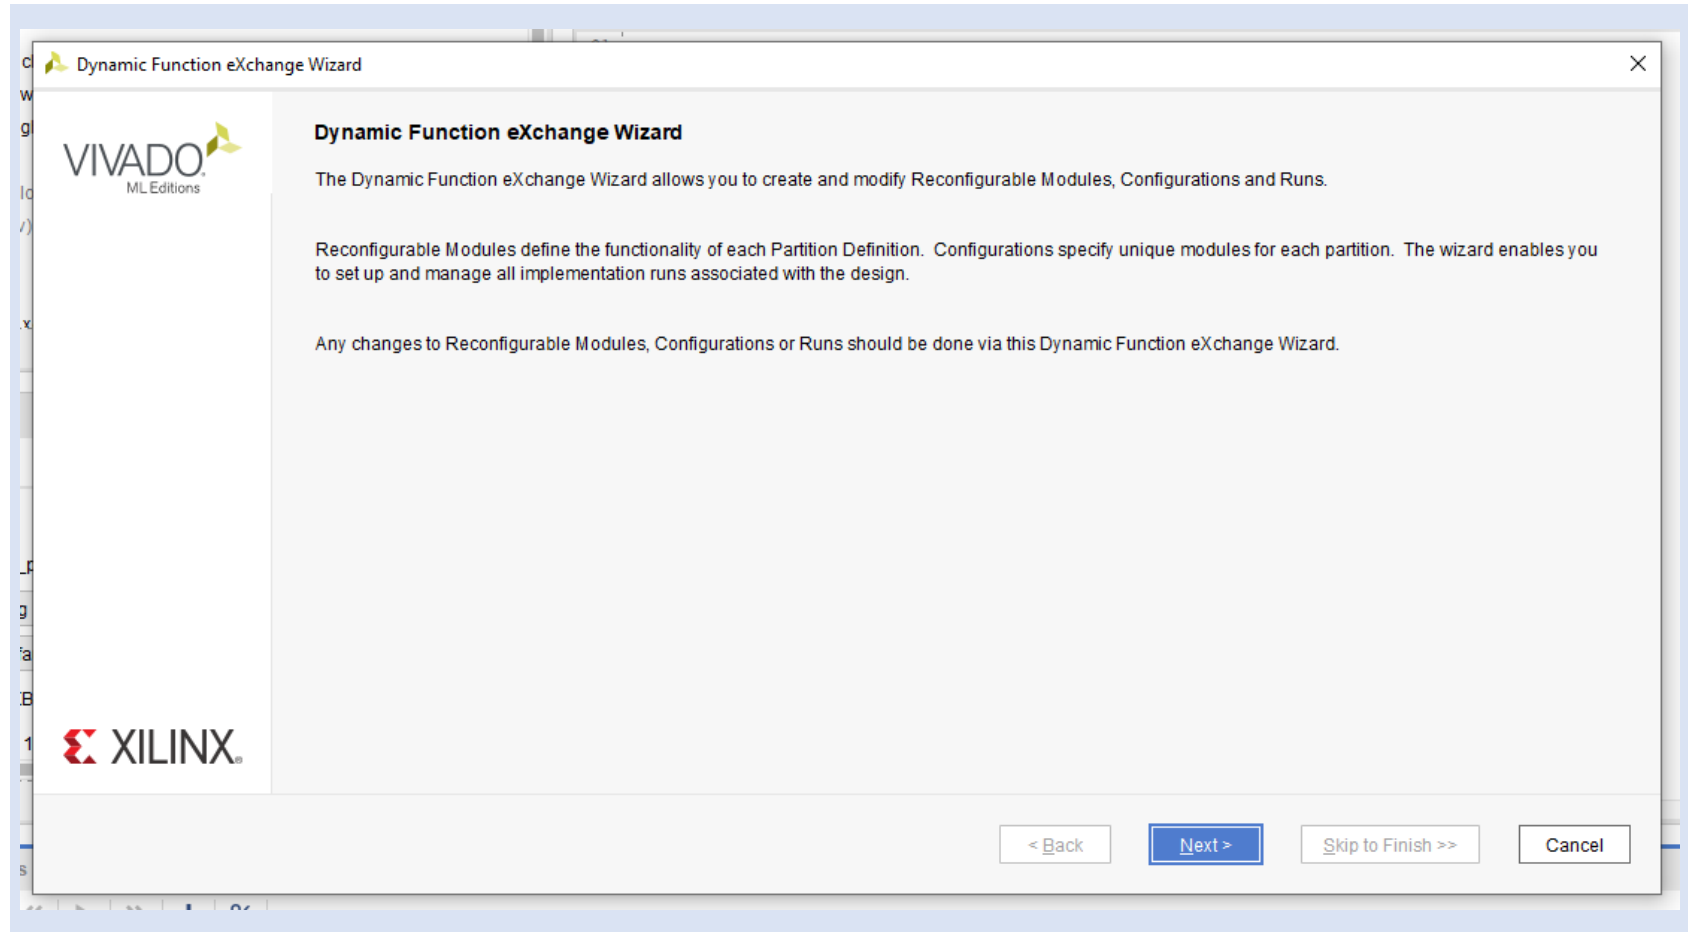 Dynamic Function eXchange Wizard
VIVADO.
ML Editions
Dynamic Function eXchange Wizard
The Dynamic Function eXchange Wizard allows you to create and modify Reconfigurable Modules, Configurations and Runs.
Reconfigurable Modules define the functionality of each Partition Definition.  Configurations specify unique modules for each partition.  The wizard enables you
to set up and manage all implementation runs associated with the design.
Any changes to Reconfigurable Modules, Configurations or Runs should be done via this Dynamic Function eXchange Wizard.
XILINX.
< Back
Next >
Skip to Finish >>
Cancel